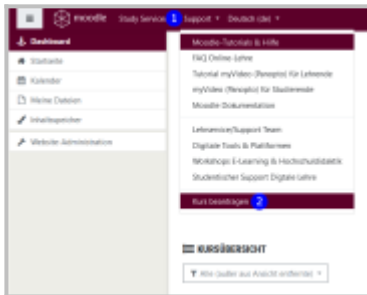 moodle Study Services 1 Support Deutsch (de)
Dashboard
Startseite
Kalender
Meine Dateien
Inhaltsspeicher
Website-Administration
Moodle-Tutorials & Hilfe
FAQ Online-Lehre
Tutorial myVideo (Panopto) für Lehrende
myVideo (Panopto) für Studierende
Moodle Dokumentation
Lehrservice/Support Team
Digitale Tools & Plattformen
Workshops E-Learning & Hochschuldidaktik
Studentischer Support Digitale Lehre
Kurs beantragen 2
KURSÜBERSICHT
Alle (außer aus Ansicht entfernte)